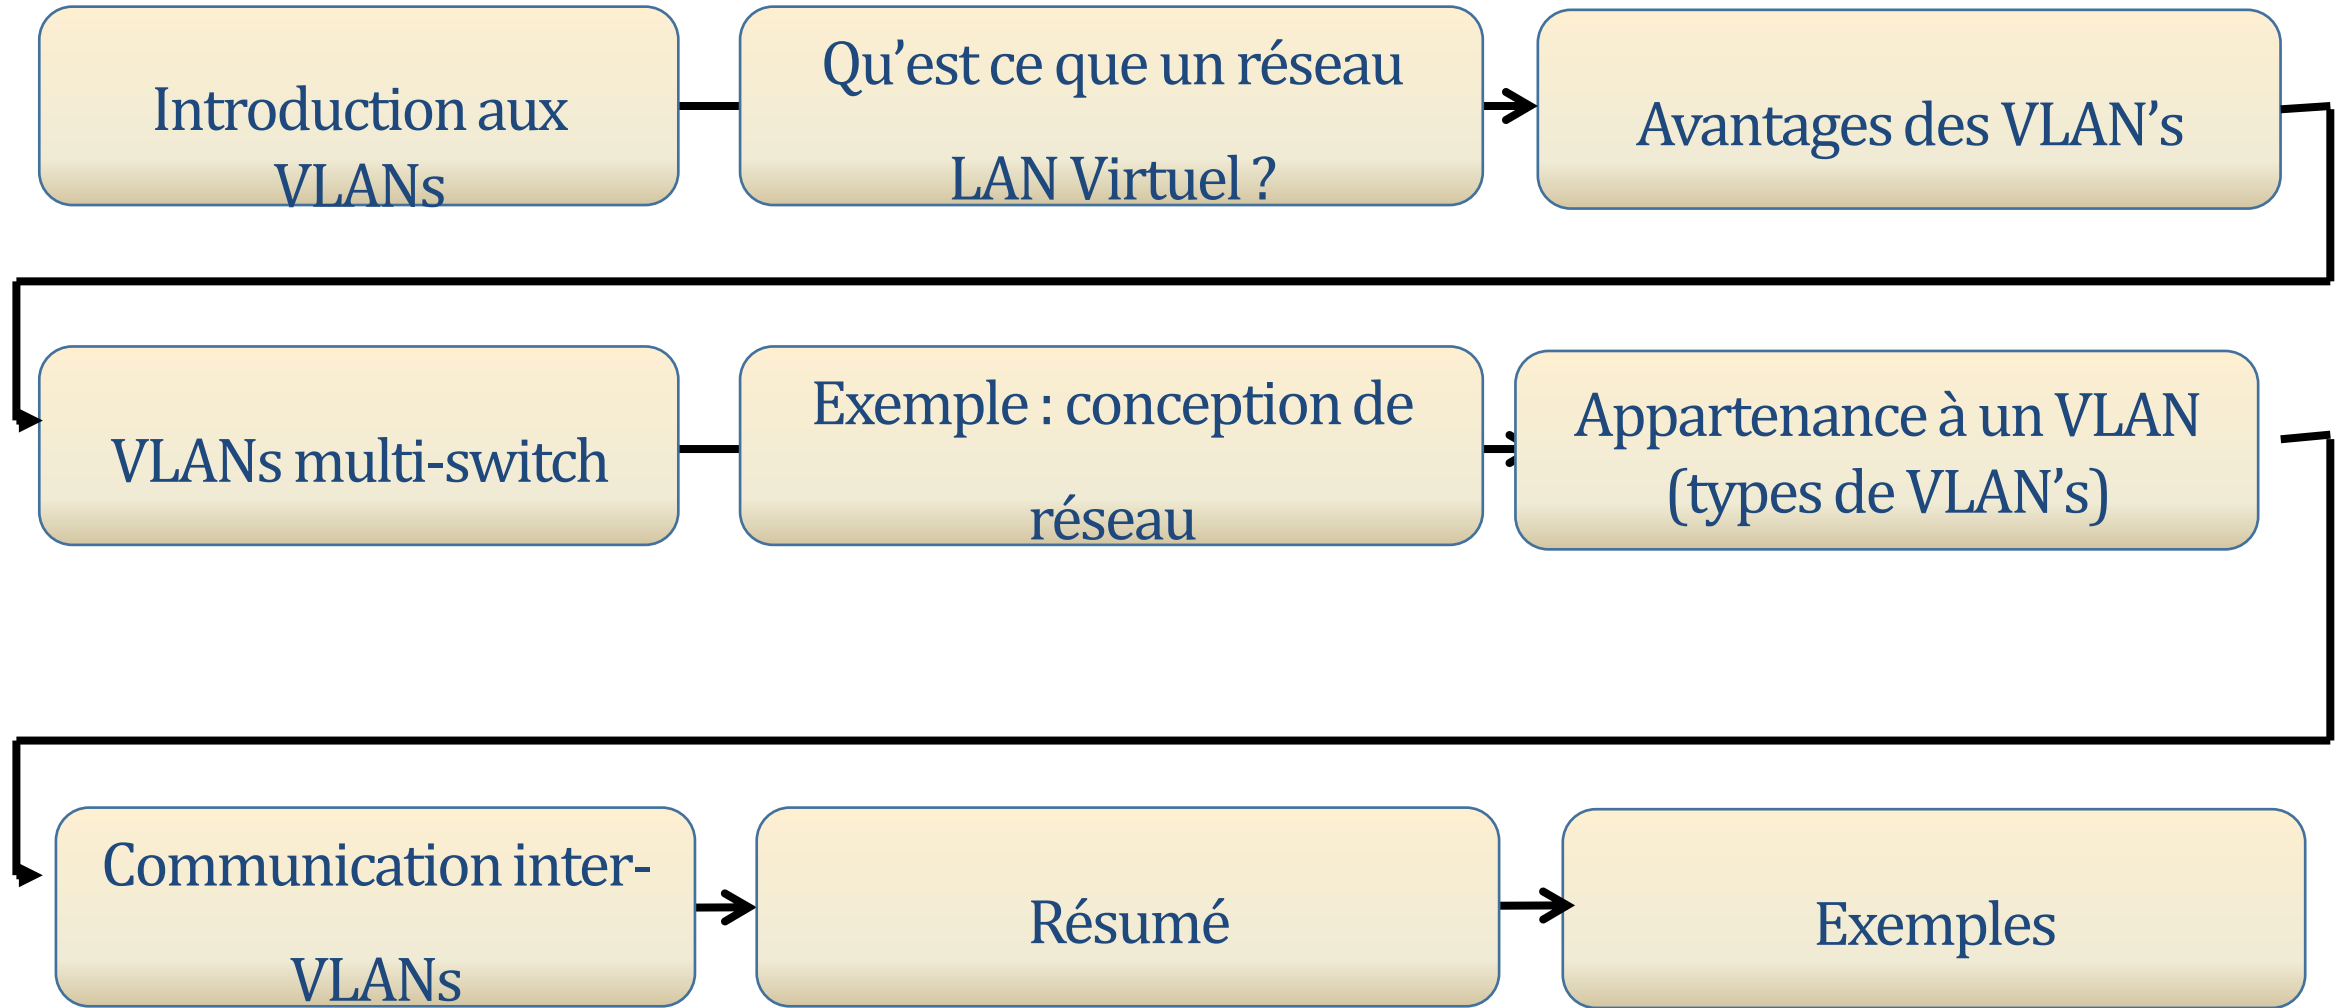 Introduction aux
VLANs
Qu’est ce que un réseau
LAN Virtuel ?
Avantages des VLAN’s
VLANs multi-switch
Exemple : conception de
réseau
Appartenance à un VLAN
(types de VLAN’s)
Communication inter-
VLANs
Résumé
Exemples